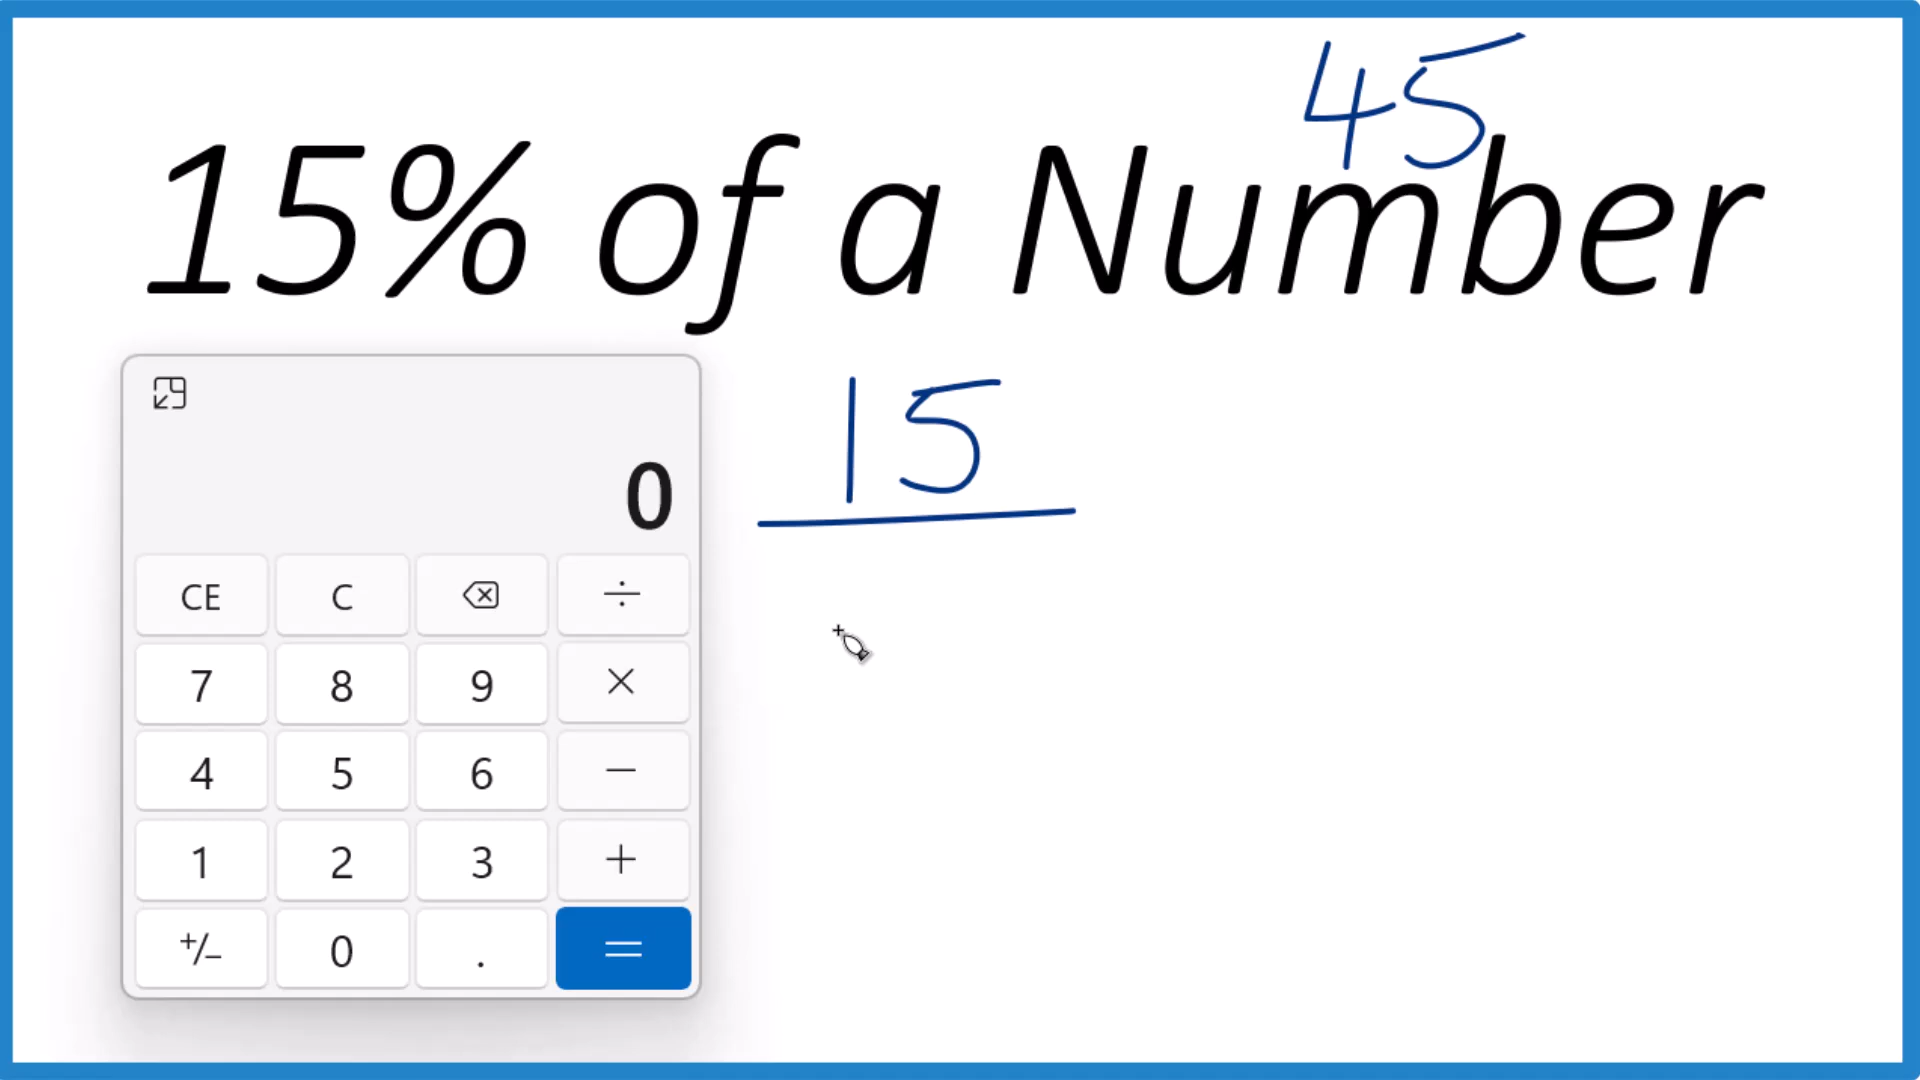 45
15% of a Number
15
0
CE C ÷
7 8 9 ×
4 5 6 −
1 2 3 +
+/− 0 . =